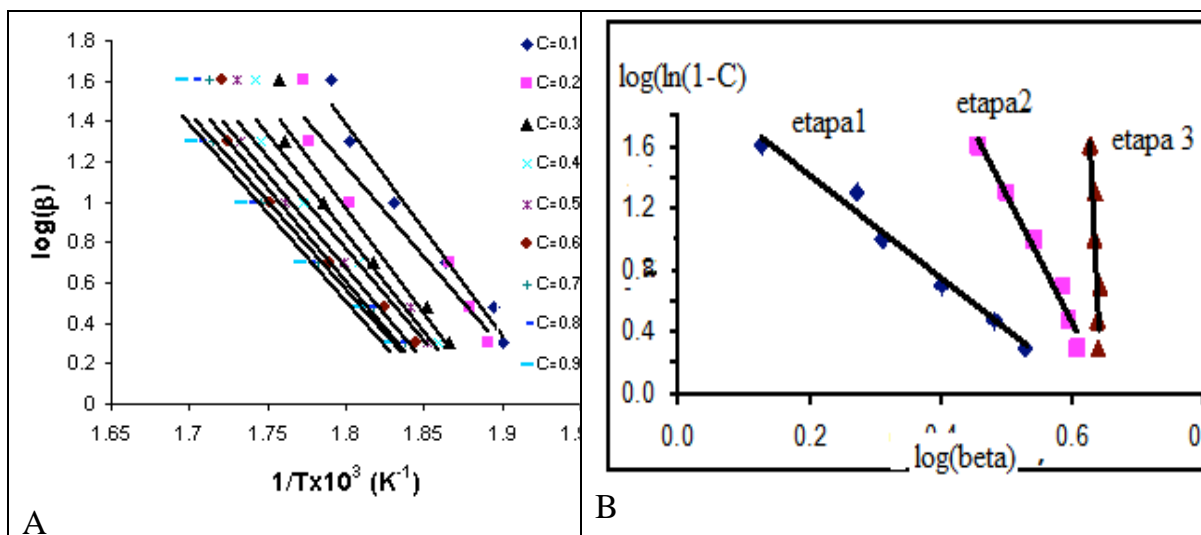 1.8
1.6
1.4
1.2
1
0.8
0.6
0.4
0.2
0
log(β)
1.65
1.7
1.75
1.8
1.85
1.9
1/Tx10³ (K⁻¹)
C=0.1
C=0.2
C=0.3
C=0.4
C=0.5
C=0.6
C=0.7
C=0.8
C=0.9
A
log(ln(1-C)
etapa1
etapa2
etapa 3
1.6
1.2
0.8
0.4
0.0
0.0
0.2
0.6
log(beta)
B